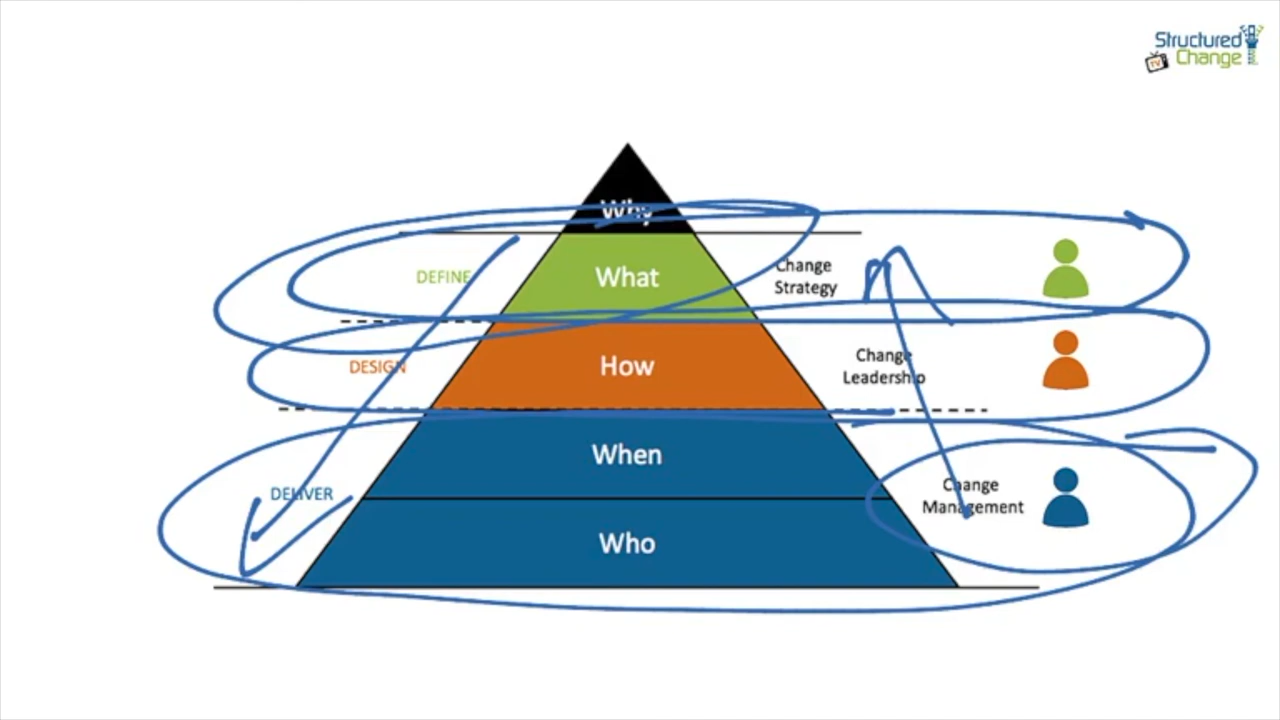 Structured
TV Change
Why
DEFINE
What
Change
Strategy
DESIGN
How
Change
Leadership
When
DELIVER
Change
Management
Who